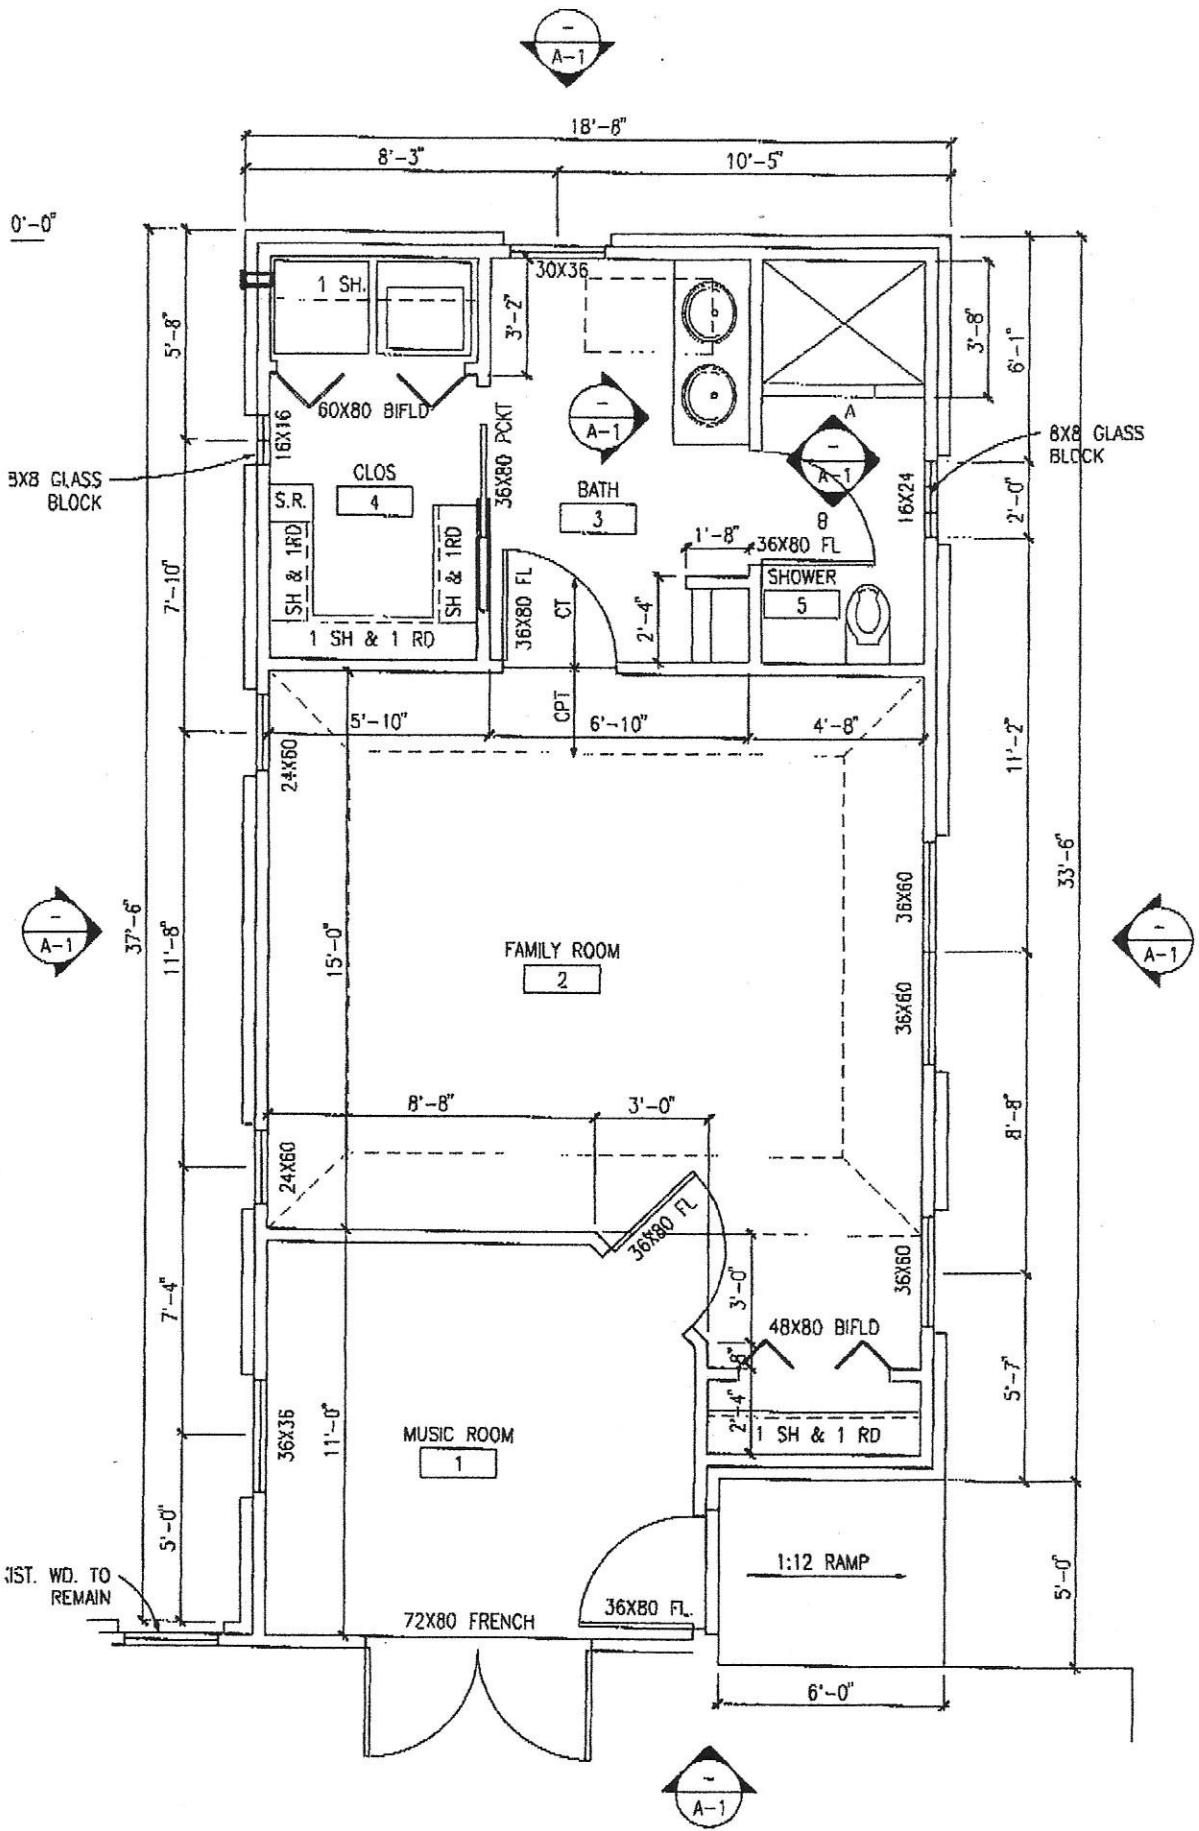 -
A-1
18'-8"
8'-3"
10'-5"
0'-0"
30X36
1 SH.
3'-2"
5'-8"
3'-8"
6'-1"
60X80 BIFLD
16X16
36X80 PCKT
-
A-1
A
-
A-1
B
8X8 GLASS
BLOCK
8X8 GLASS
BLOCK
CLOS
4
BATH
3
16X24
2'-0"
S.R.
SH & 1RD
SH & 1RD
1 SH & 1 RD
1'-8"
36X80 FL
SHOWER
5
36X80 FL
CT
2'-4"
7'-10"
CPT
5'-10"
6'-10"
4'-8"
11'-2"
24X60
33'-6"
36X60
-
A-1
37'-6"
11'-8"
15'-0"
FAMILY ROOM
2
36X60
-
A-1
8'-8"
3'-0"
8'-8"
24X60
36X80 FL
36X60
3'-0"
7'-4"
48X80 BIFLD
8"
5'-7"
2'-4"
1 SH & 1 RD
36X36
11'-0"
MUSIC ROOM
1
5'-0"
IST. WD. TO
REMAIN
1:12 RAMP
5'-0"
36X80 FL.
72X80 FRENCH
6'-0"
-
A-1